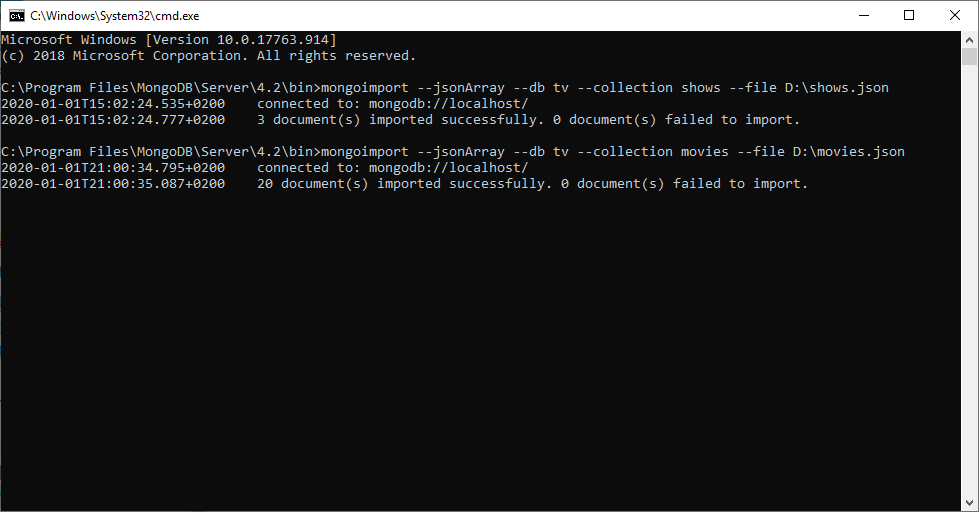 C:\Windows\System32\cmd.exe
Microsoft Windows [Version 10.0.17763.914]
(c) 2018 Microsoft Corporation. All rights reserved.
C:\Program Files\MongoDB\Server\4.2\bin>mongoimport --jsonArray --db tv --collection shows --file D:\shows.json
2020-01-01T15:02:24.535+0200    connected to: mongodb://localhost/
2020-01-01T15:02:24.777+0200    3 document(s) imported successfully. 0 document(s) failed to import.
C:\Program Files\MongoDB\Server\4.2\bin>mongoimport --jsonArray --db tv --collection movies --file D:\movies.json
2020-01-01T21:00:34.795+0200    connected to: mongodb://localhost/
2020-01-01T21:00:35.087+0200    20 document(s) imported successfully. 0 document(s) failed to import.